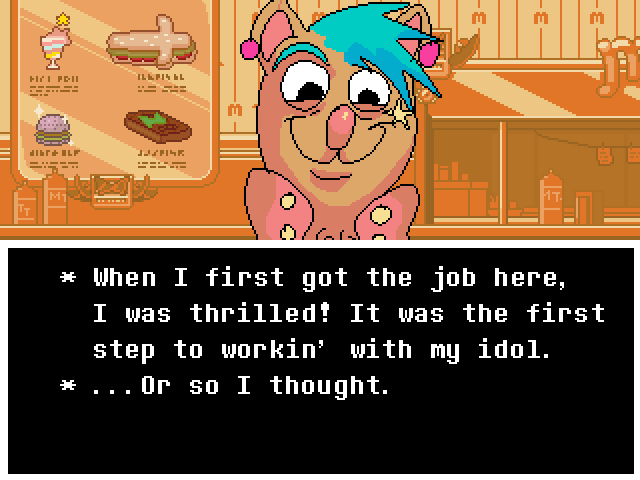 * When I first got the job here,
I was thrilled! It was the first
step to workin' with my idol.
* ...Or so I thought.